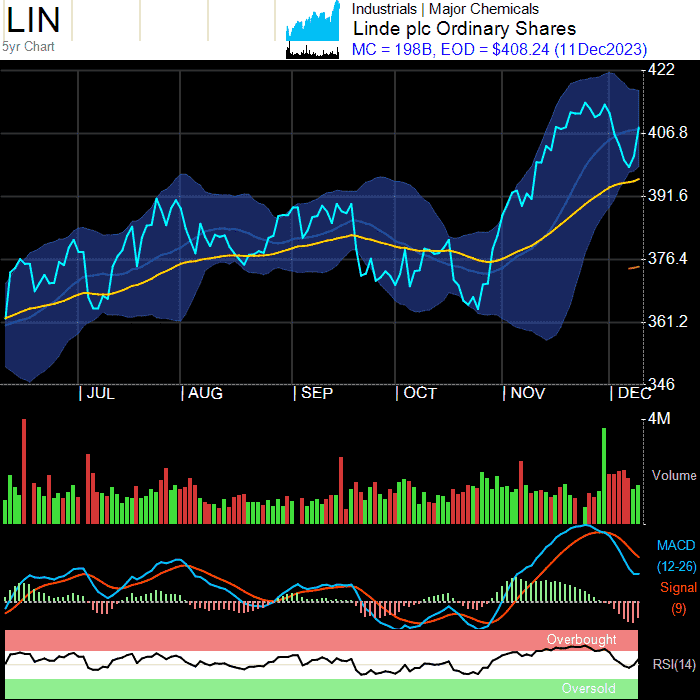 LIN
5yr Chart
Industrials | Major Chemicals
Linde plc Ordinary Shares
MC = 198B, EOD = $408.24 (11Dec2023)
422
406.8
391.6
376.4
361.2
346
| JUL | AUG | SEP | OCT | NOV | DEC
4M
Volume
MACD
(12-26)
Signal
(9)
Overbought
RSI(14)
Oversold